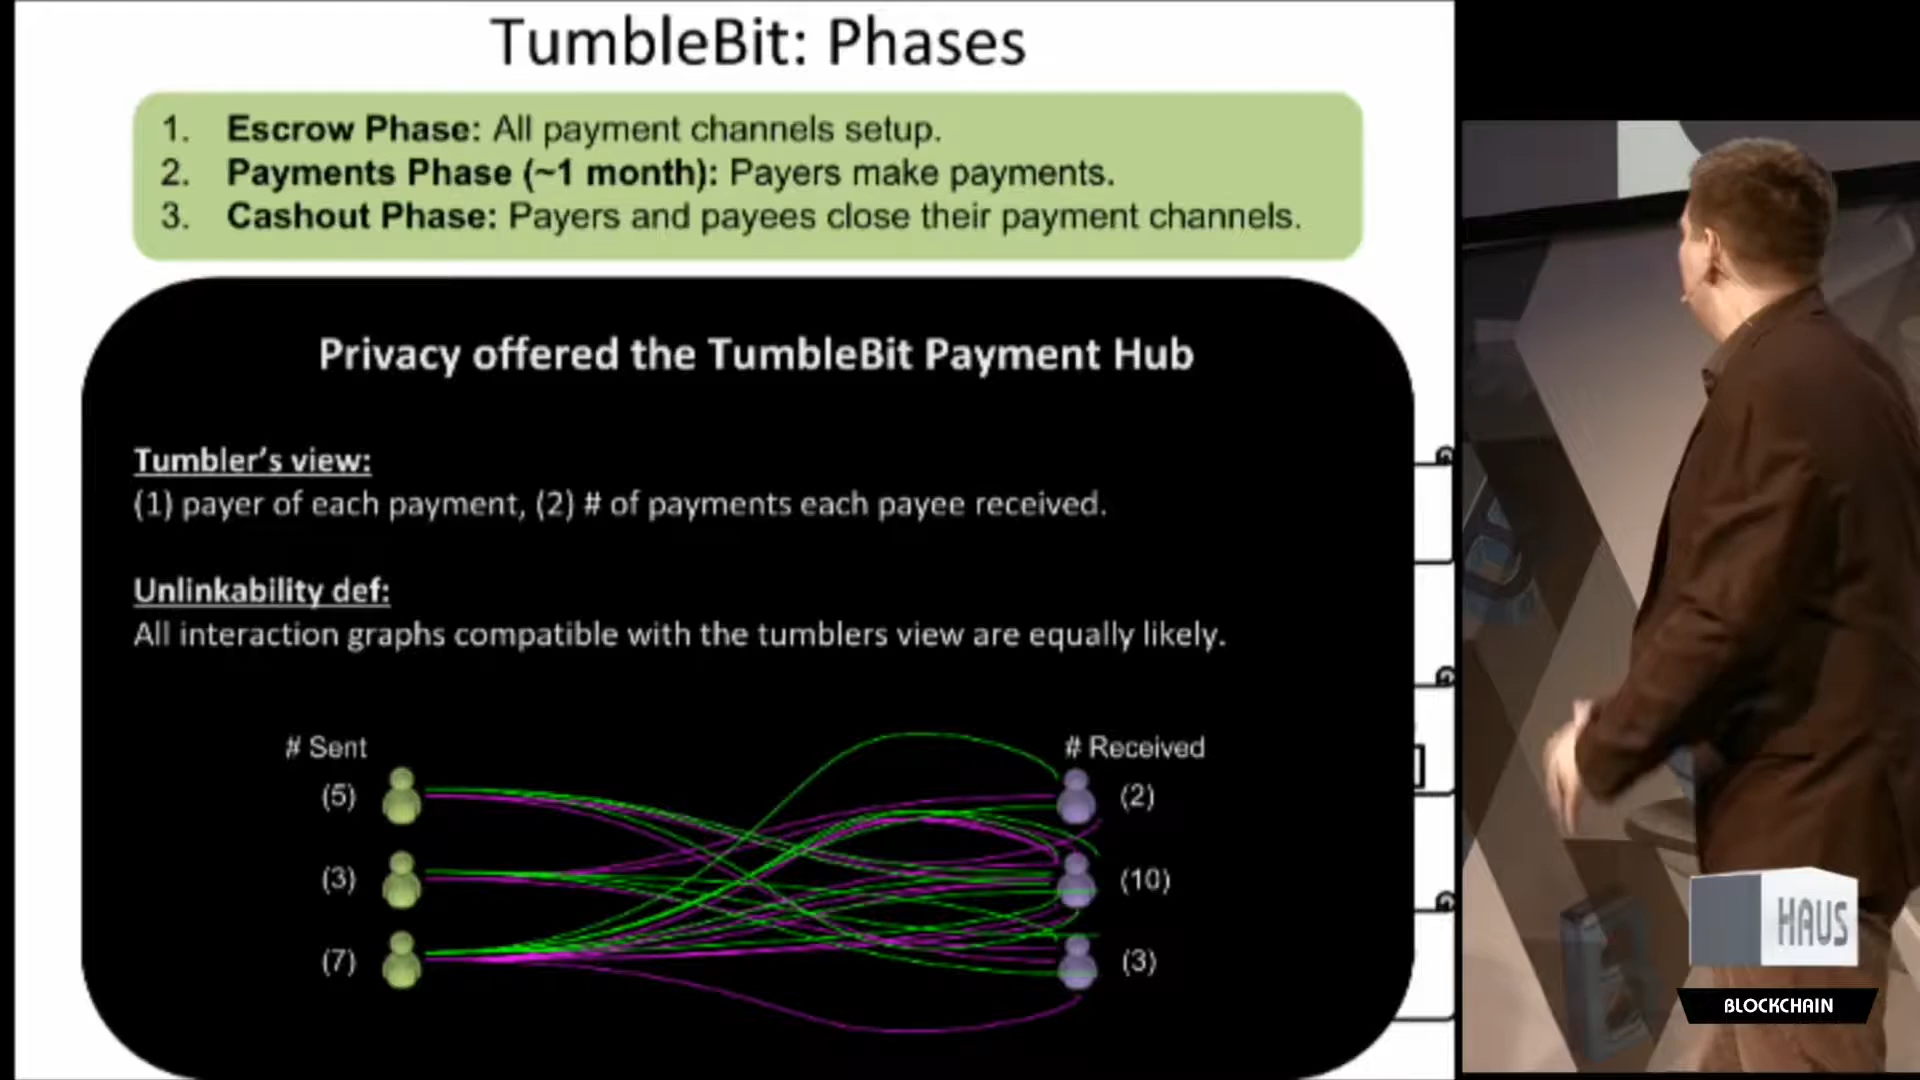 TumbleBit: Phases
1. Escrow Phase: All payment channels setup.
2. Payments Phase (~1 month): Payers make payments.
3. Cashout Phase: Payers and payees close their payment channels.
Privacy offered the TumbleBit Payment Hub
Tumbler's view:
(1) payer of each payment, (2) # of payments each payee received.
Unlinkability def:
All interaction graphs compatible with the tumblers view are equally likely.
# Sent # Received
(5) (2)
(3) (10)
(7) (3)
HAUS
BLOCKCHAIN